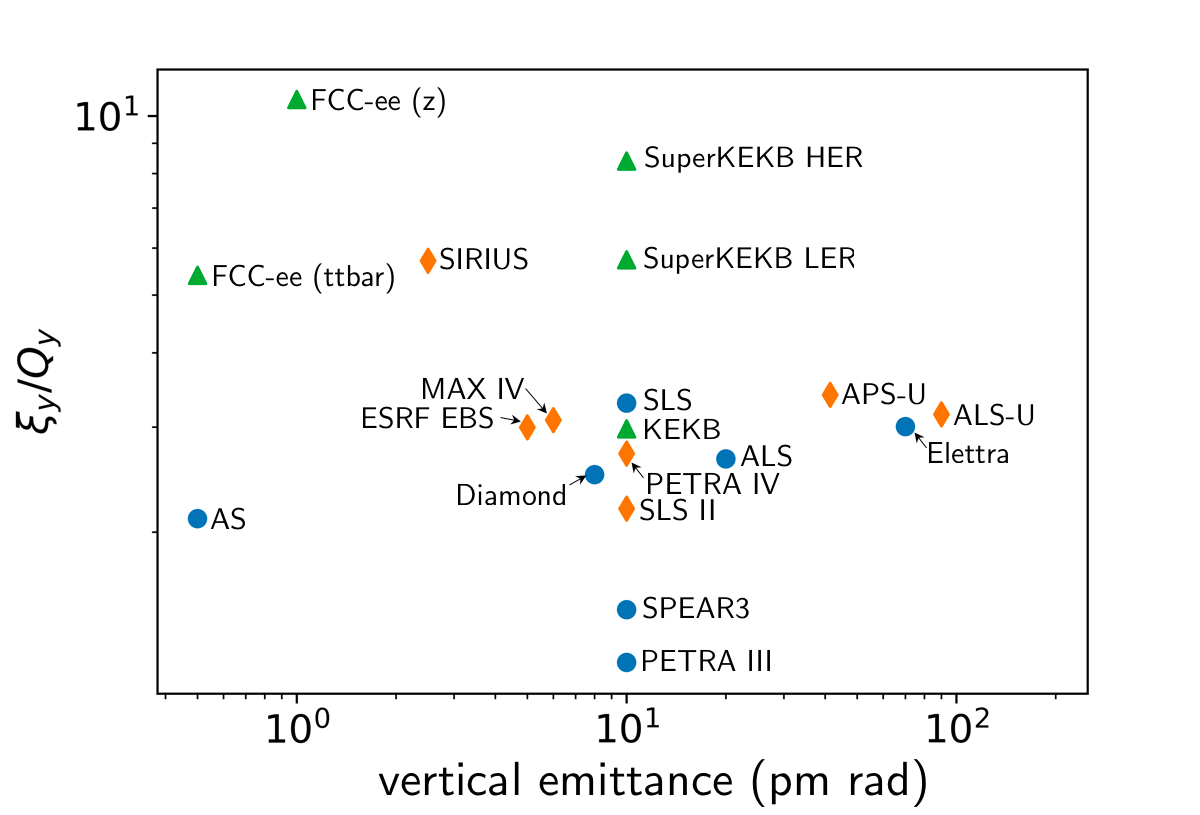 10¹
FCC-ee (z)
SuperKEKB HER
SIRIUS
SuperKEKB LER
FCC-ee (ttbar)
ξy/Qy
MAX IV
SLS
APS-U
ESRF EBS
KEKB
ALS-U
ALS
Elettra
PETRA IV
Diamond
SLS II
AS
SPEAR3
PETRA III
10⁰ 10¹ 10²
vertical emittance (pm rad)